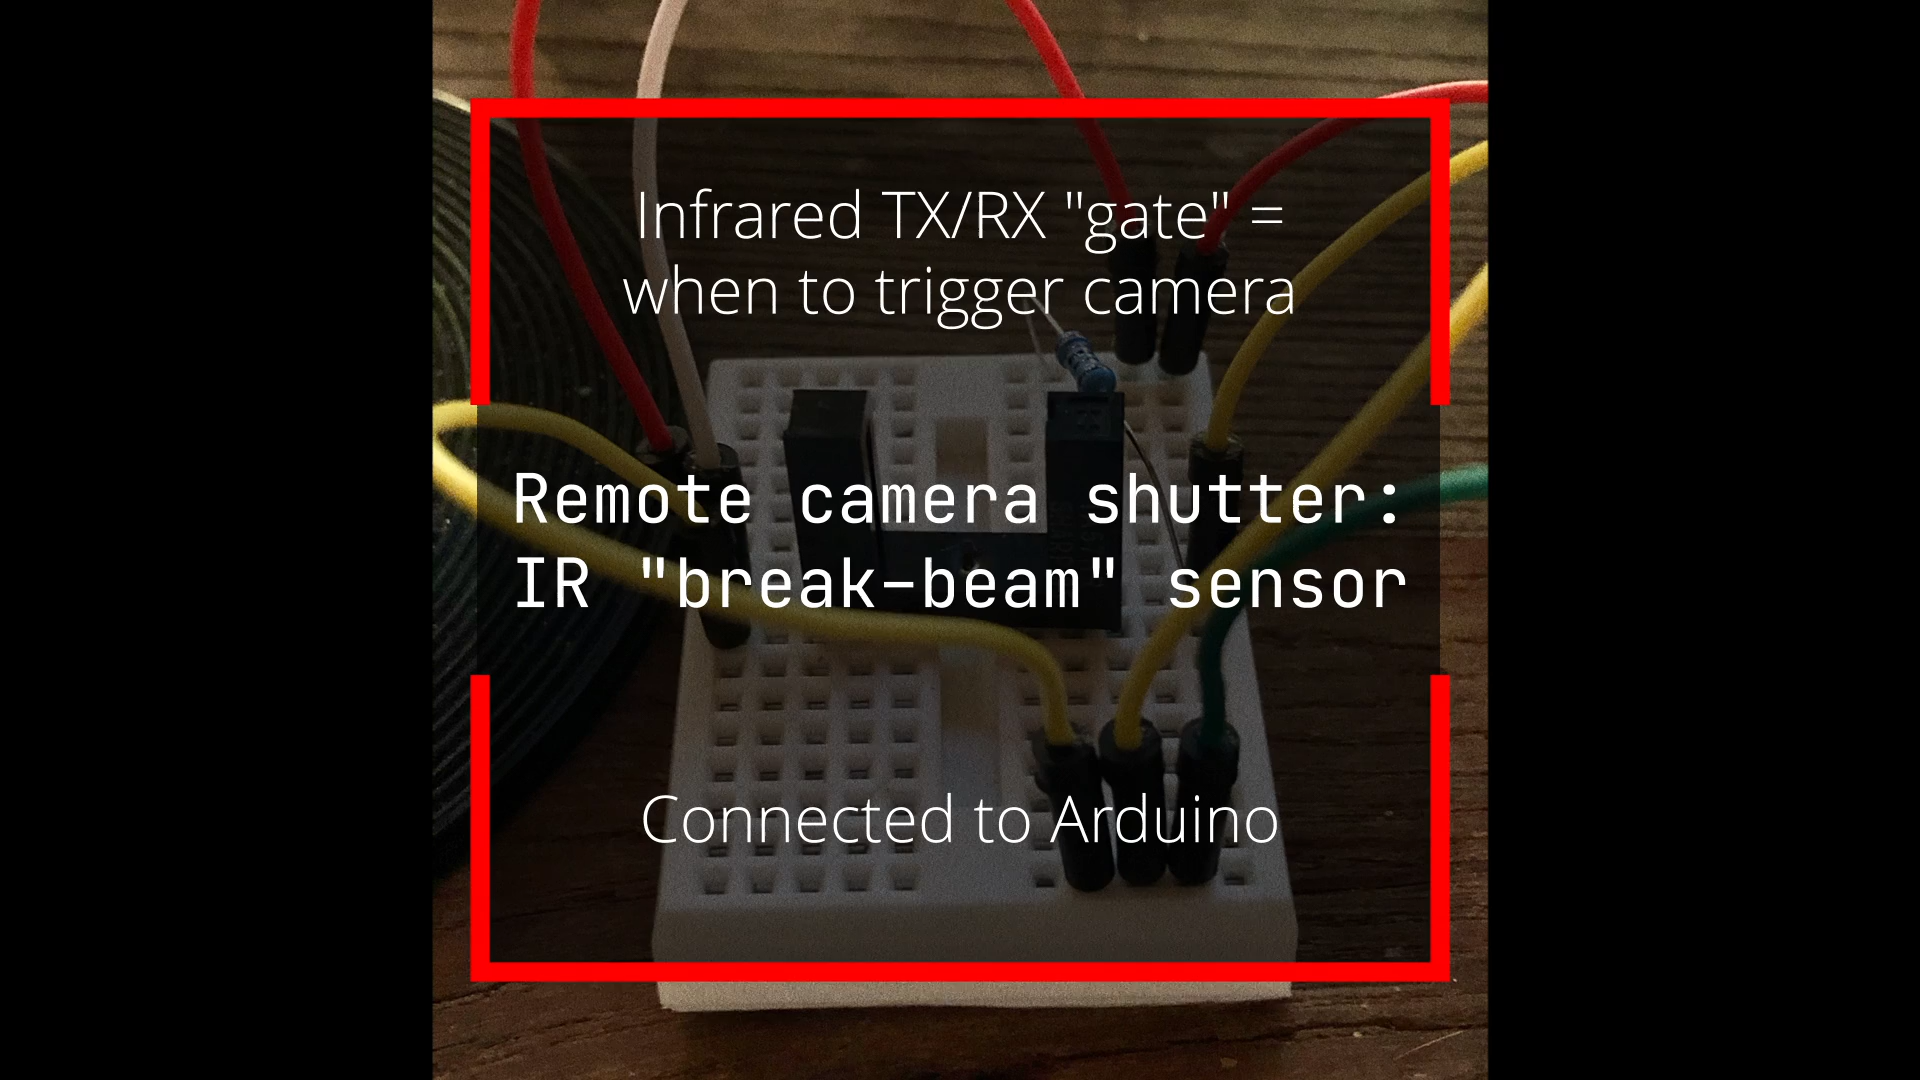 Infrared TX/RX "gate" =
when to trigger camera
Remote camera shutter:
IR "break-beam" sensor
Connected to Arduino